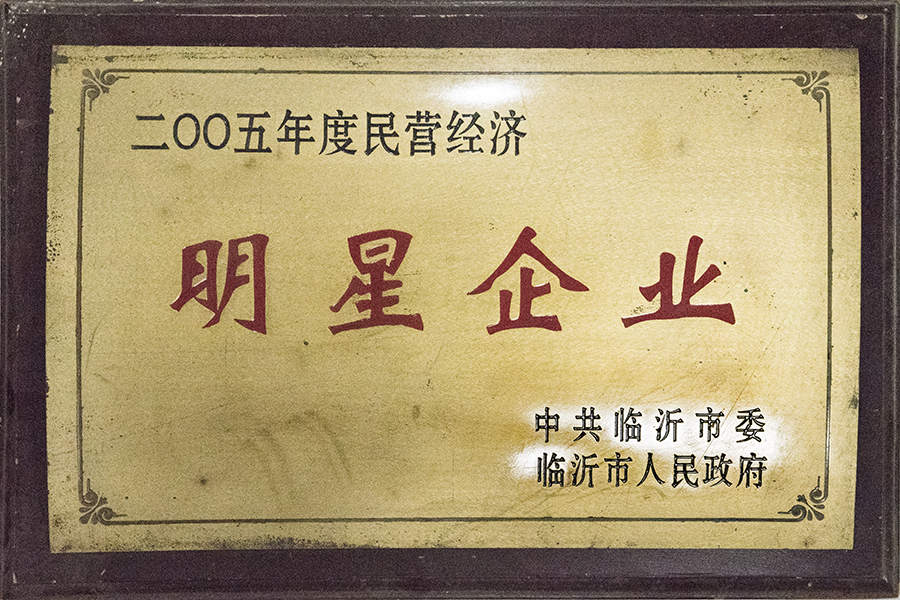 二〇〇五年度民营经济
明星企业
中共临沂市委
临沂市人民政府